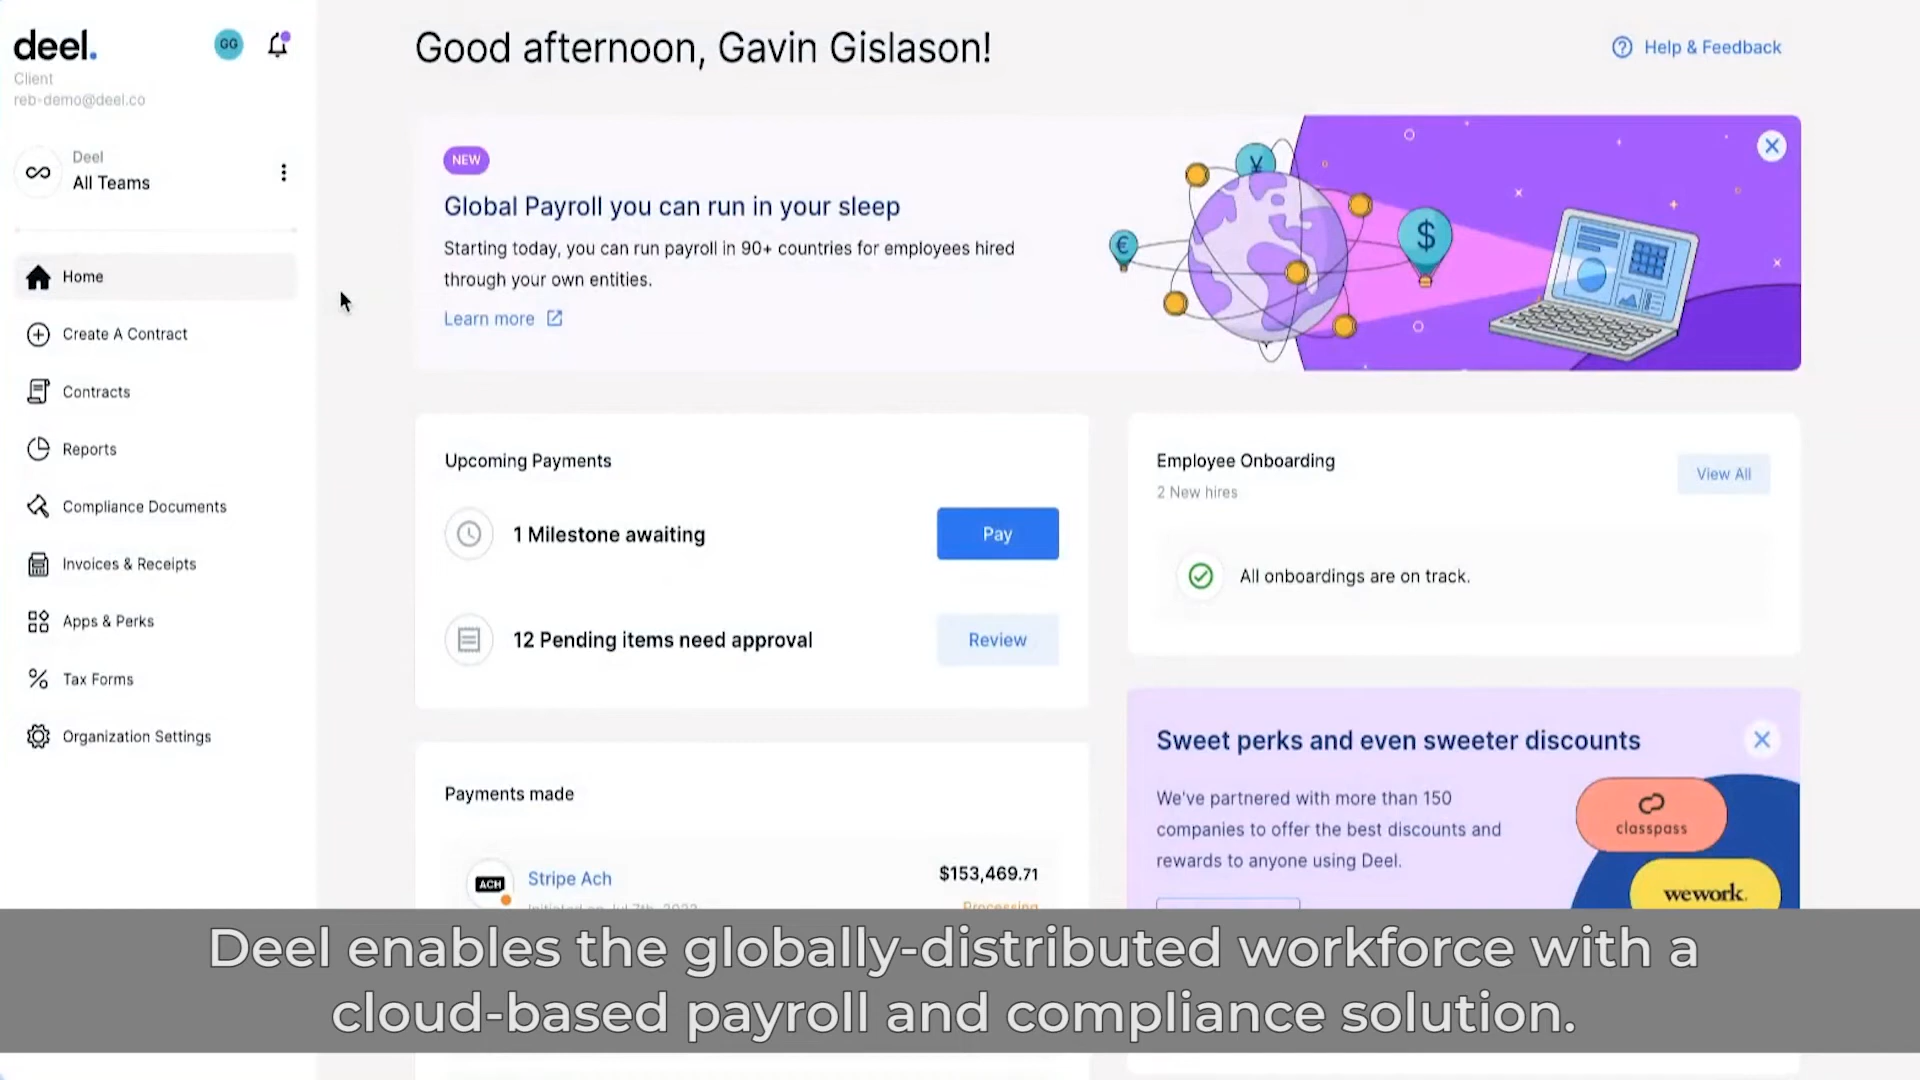 deel.
GG
Client
reb-demo@deel.co
Deel
All Teams
Home
Create A Contract
Contracts
Reports
Compliance Documents
Invoices & Receipts
Apps & Perks
Tax Forms
Organization Settings
Good afternoon, Gavin Gislason!
Help & Feedback
NEW
Global Payroll you can run in your sleep
Starting today, you can run payroll in 90+ countries for employees hired
through your own entities.
Learn more
¥
€
$
Upcoming Payments
1 Milestone awaiting
Pay
12 Pending items need approval
Review
Employee Onboarding
2 New hires
View All
All onboardings are on track.
Payments made
ACH
Stripe Ach
$153,469.71
Processing
Sweet perks and even sweeter discounts
We've partnered with more than 150
companies to offer the best discounts and
rewards to anyone using Deel.
classpass
wework.
Deel enables the globally-distributed workforce with a
cloud-based payroll and compliance solution.